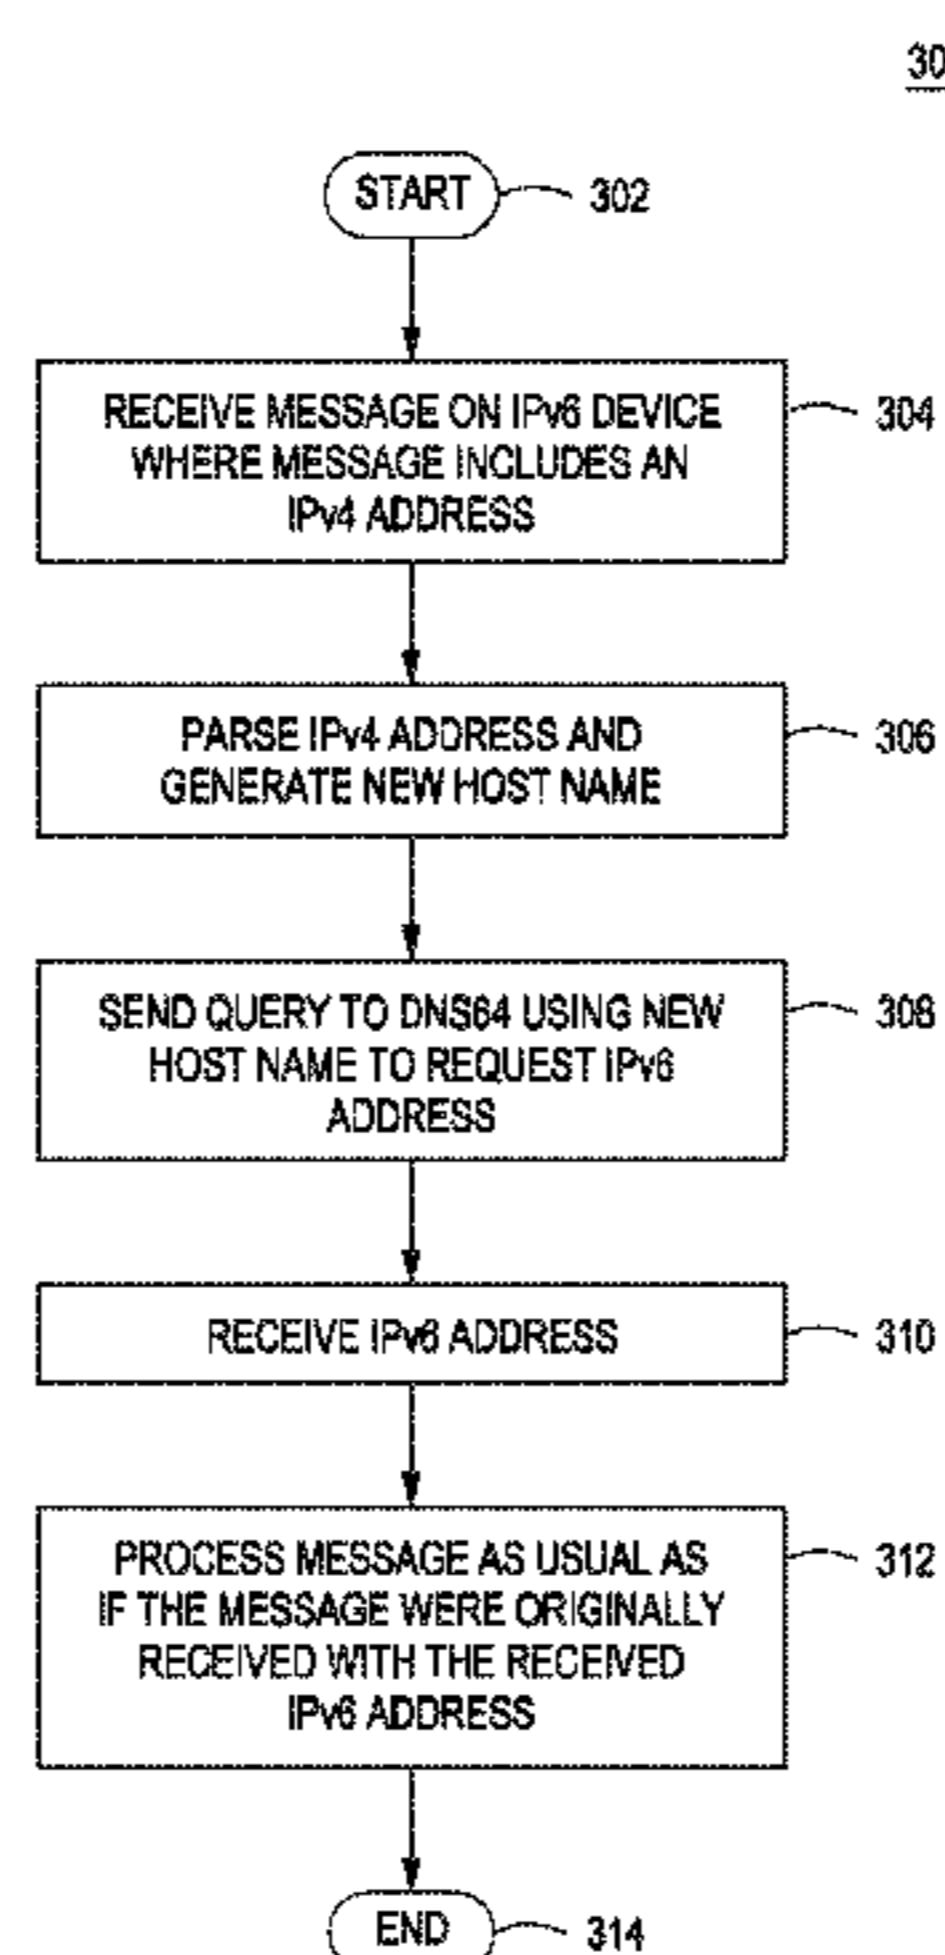 30
START
302
RECEIVE MESSAGE ON IPv6 DEVICE
WHERE MESSAGE INCLUDES AN
IPv4 ADDRESS
304
PARSE IPv4 ADDRESS AND
GENERATE NEW HOST NAME
306
SEND QUERY TO DNS64 USING NEW
HOST NAME TO REQUEST IPv6
ADDRESS
308
RECEIVE IPv6 ADDRESS
310
PROCESS MESSAGE AS USUAL AS
IF THE MESSAGE WERE ORIGINALLY
RECEIVED WITH THE RECEIVED
IPv6 ADDRESS
312
END
314